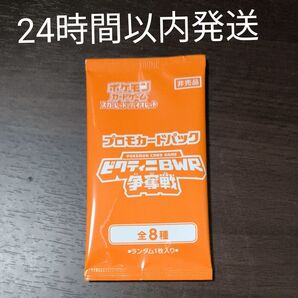 24時間以内発送
ポケモン
カードゲーム
スカーレット&バイオレット
非売品
プロモカードパック
POKÉMON CARD GAME
ビクティニBWR
争奪戦
全8種
★ランダム1枚入り★